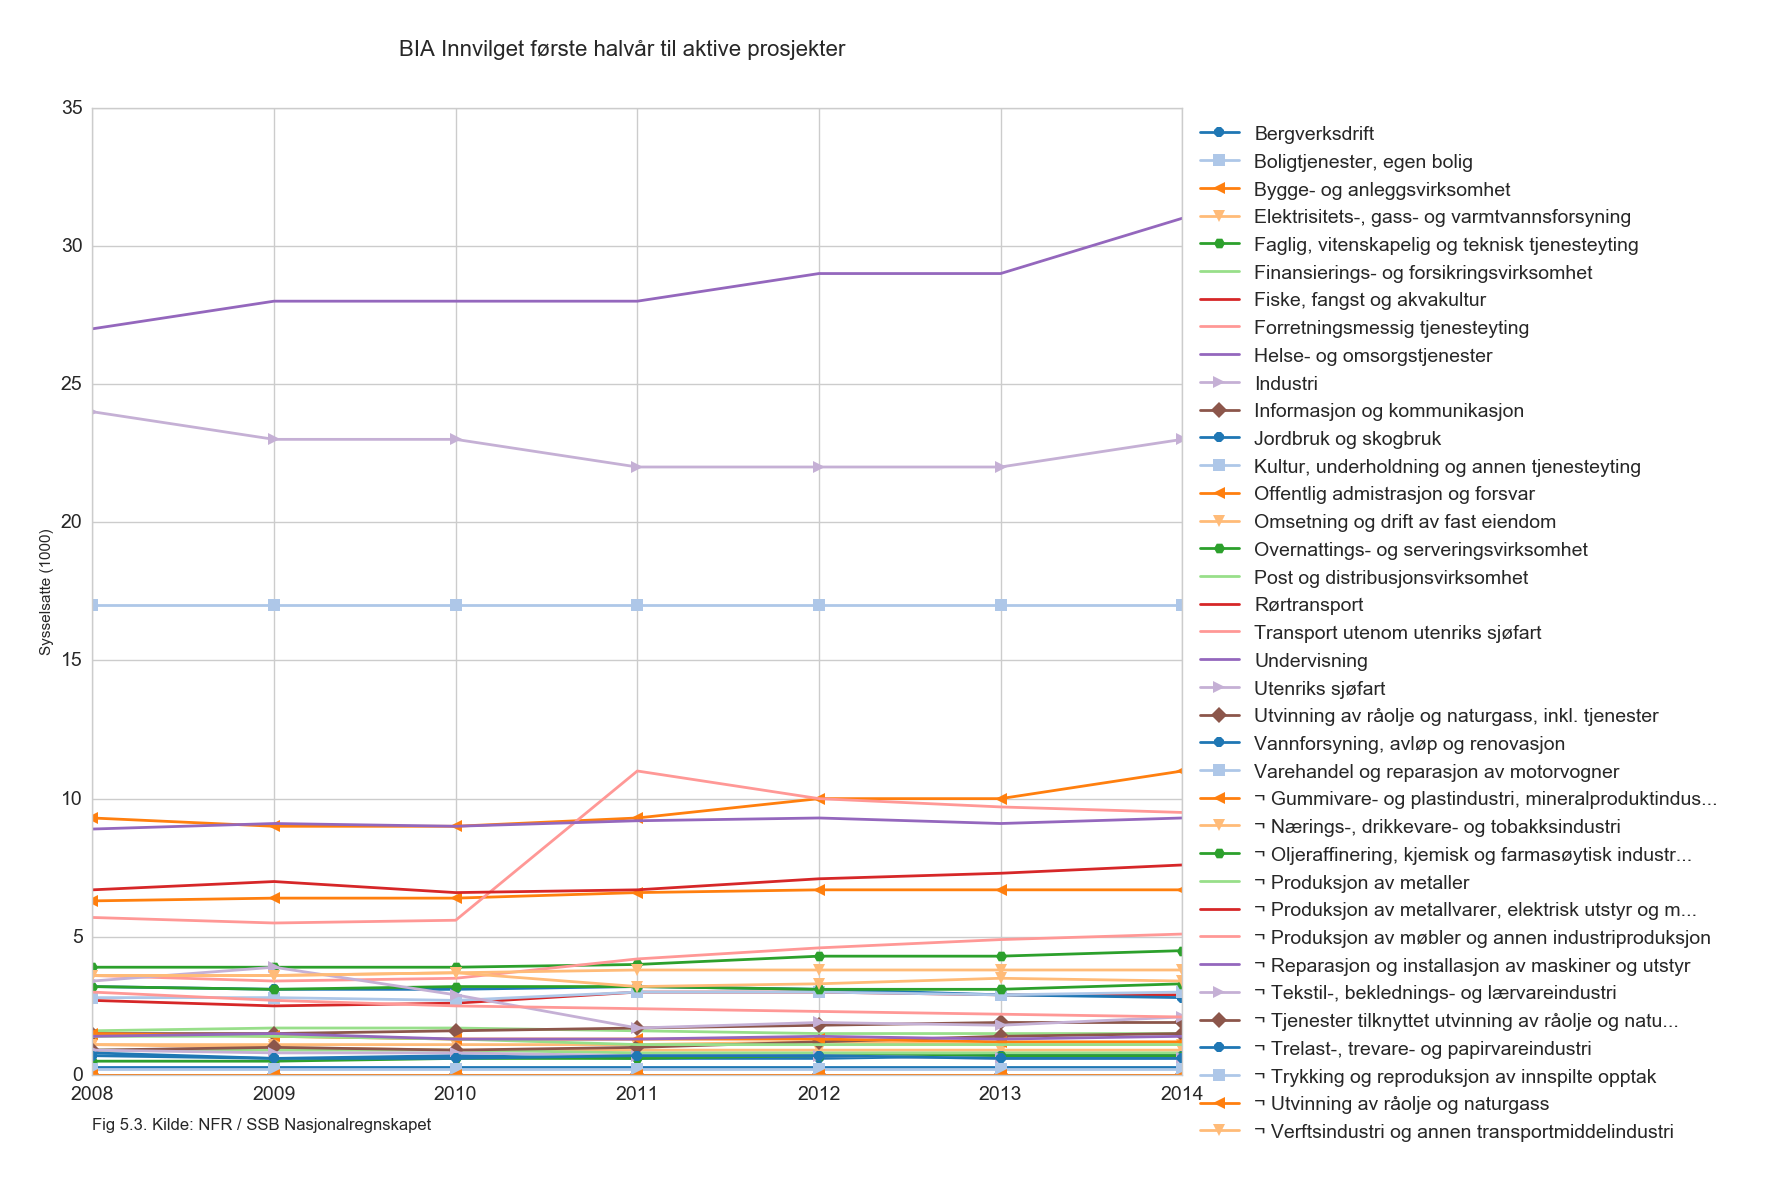 BIA Innvilget første halvår til aktive prosjekter
35
30
25
20
15
10
5
0
Sysselsatte (1000)
2008 2009 2010 2011 2012 2013 2014
Fig 5.3. Kilde: NFR / SSB Nasjonalregnskapet
Bergverksdrift
Boligtjenester, egen bolig
Bygge- og anleggsvirksomhet
Elektrisitets-, gass- og varmtvannsforsyning
Faglig, vitenskapelig og teknisk tjenesteyting
Finansierings- og forsikringsvirksomhet
Fiske, fangst og akvakultur
Forretningsmessig tjenesteyting
Helse- og omsorgstjenester
Industri
Informasjon og kommunikasjon
Jordbruk og skogbruk
Kultur, underholdning og annen tjenesteyting
Offentlig admistrasjon og forsvar
Omsetning og drift av fast eiendom
Overnattings- og serveringsvirksomhet
Post og distribusjonsvirksomhet
Rørtransport
Transport utenom utenriks sjøfart
Undervisning
Utenriks sjøfart
Utvinning av råolje og naturgass, inkl. tjenester
Vannforsyning, avløp og renovasjon
Varehandel og reparasjon av motorvogner
¬ Gummivare- og plastindustri, mineralproduktindus...
¬ Nærings-, drikkevare- og tobakksindustri
¬ Oljeraffinering, kjemisk og farmasøytisk industr...
¬ Produksjon av metaller
¬ Produksjon av metallvarer, elektrisk utstyr og m...
¬ Produksjon av møbler og annen industriproduksjon
¬ Reparasjon og installasjon av maskiner og utstyr
¬ Tekstil-, beklednings- og lærvareindustri
¬ Tjenester tilknyttet utvinning av råolje og natu...
¬ Trelast-, trevare- og papirvareindustri
¬ Trykking og reproduksjon av innspilte opptak
¬ Utvinning av råolje og naturgass
¬ Verftsindustri og annen transportmiddelindustri